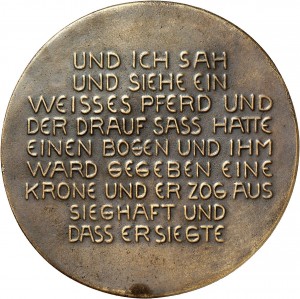 UND ICH SAH
UND SIEHE EIN
WEISSES PFERD UND
DER DRAUF SASS HATTE
EINEN BOGEN UND IHM
WARD GEGEBEN EINE
KRONE UND ER ZOG AUS
SIEGHAFT UND
DASS ER SIEGTE